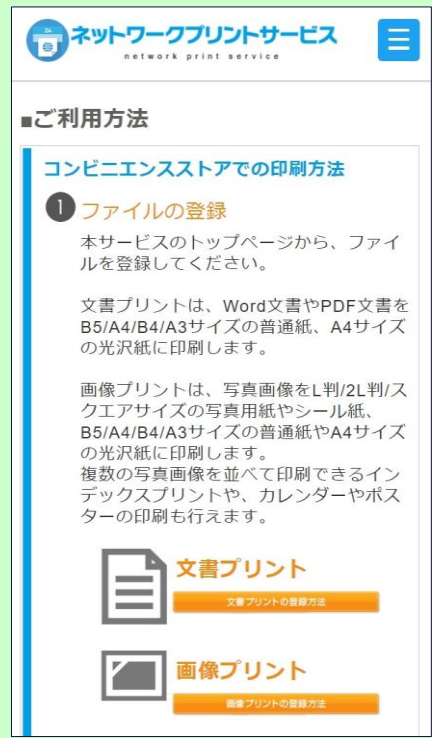 24
ネットワークプリントサービス
network print service
■ご利用方法
コンビニエンスストアでの印刷方法
1 ファイルの登録
本サービスのトップページから、ファイ
ルを登録してください。
文書プリントは、Word文書やPDF文書を
B5/A4/B4/A3サイズの普通紙、A4サイズ
の光沢紙に印刷します。
画像プリントは、写真画像をL判/2L判/ス
クエアサイズの写真用紙やシール紙、
B5/A4/B4/A3サイズの普通紙やA4サイズ
の光沢紙に印刷します。
複数の写真画像を並べて印刷できるイン
デックスプリントや、カレンダーやポス
ターの印刷も行えます。
文書プリント
文書プリントの登録方法
画像プリント
画像プリントの登録方法